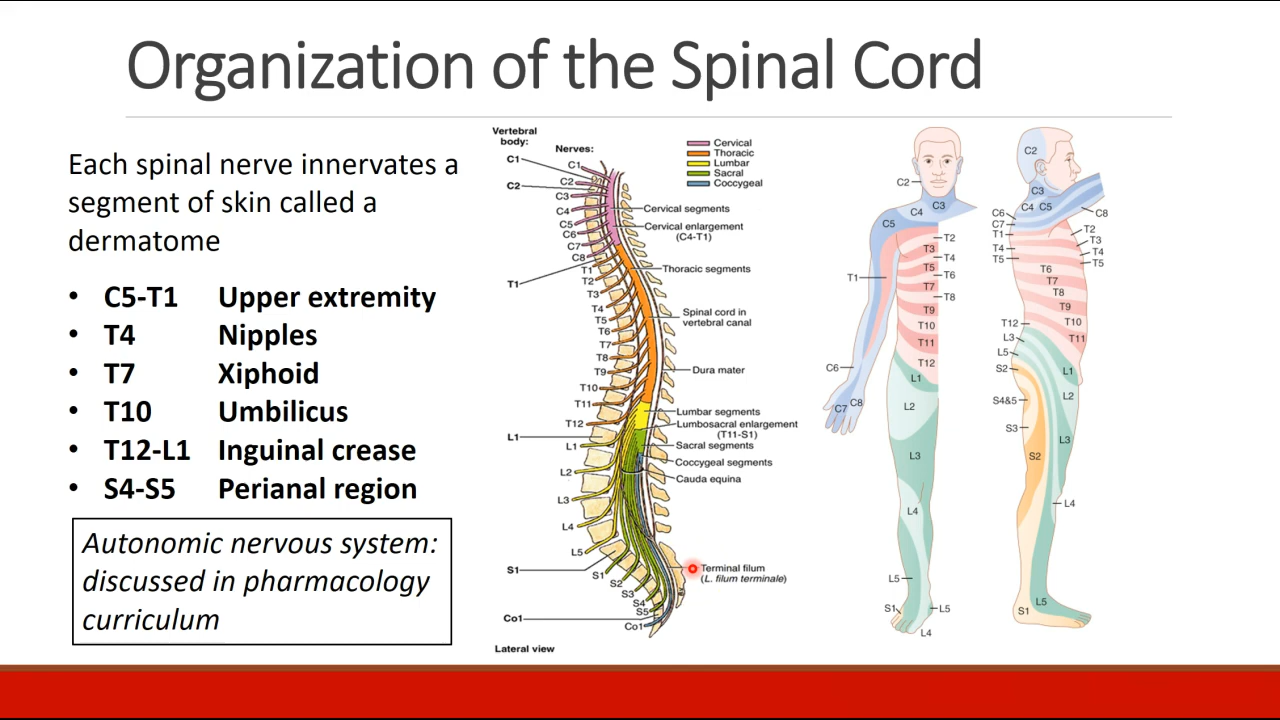 Organization of the Spinal Cord
Each spinal nerve innervates a
segment of skin called a
dermatome
• C5-T1 Upper extremity
• T4 Nipples
• T7 Xiphoid
• T10 Umbilicus
• T12-L1 Inguinal crease
• S4-S5 Perianal region
Autonomic nervous system:
discussed in pharmacology
curriculum
Vertebral
body:
Nerves:
C1
C2
T1
L1
S1
Co1
C1
C2
C3
C4
C5
C6
C7
C8
T1
T2
T3
T4
T5
T6
T7
T8
T9
T10
T11
T12
L1
L2
L3
L4
L5
S1
S2
S3
S4
S5
Co1
Cervical
Thoracic
Lumbar
Sacral
Coccygeal
Cervical segments
Cervical enlargement
(C4-T1)
Thoracic segments
Spinal cord in
vertebral canal
Dura mater
Lumbar segments
Lumbosacral enlargement
(T11-S1)
Sacral segments
Coccygeal segments
Cauda equina
Terminal filum
(L. filum terminale)
Lateral view
C2
C3
C4
C5
T2
T3
T4
T5
T6
T7
T8
T9
T10
T11
T12
L1
T1
C6
C7
C8
L2
L3
L4
L5
S1
L5
L4
C2
C3
C4
C5
C6
C7
T1
T4
T5
C8
T2
T3
T4
T5
T6
T7
T8
T9
T10
T11
T12
L3
L5
S2
L1
L2
S4&5
S3
L3
S2
L4
L5
S1